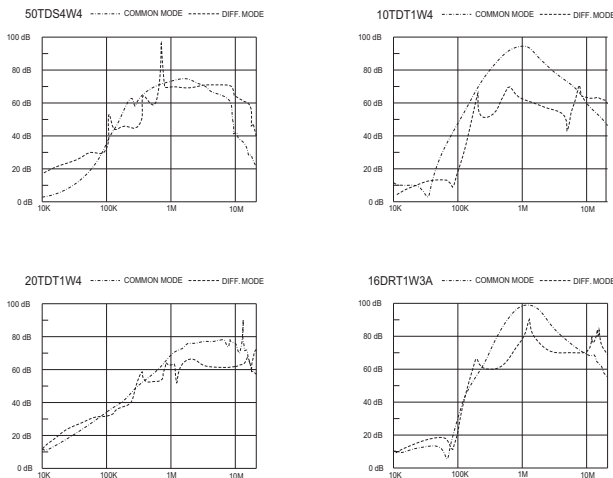 50TDS4W4 COMMON MODE DIFF. MODE
100 dB
80 dB
60 dB
40 dB
20 dB
0 dB
10K 100K 1M 10M
10TDT1W4 COMMON MODE DIFF. MODE
100 dB
80 dB
60 dB
40 dB
20 dB
0 dB
10K 100K 1M 10M
20TDT1W4 COMMON MODE DIFF. MODE
100 dB
80 dB
60 dB
40 dB
20 dB
0 dB
10K 100K 1M 10M
16DRT1W3A COMMON MODE DIFF. MODE
100 dB
80 dB
60 dB
40 dB
20 dB
0 dB
10K 100K 1M 10M